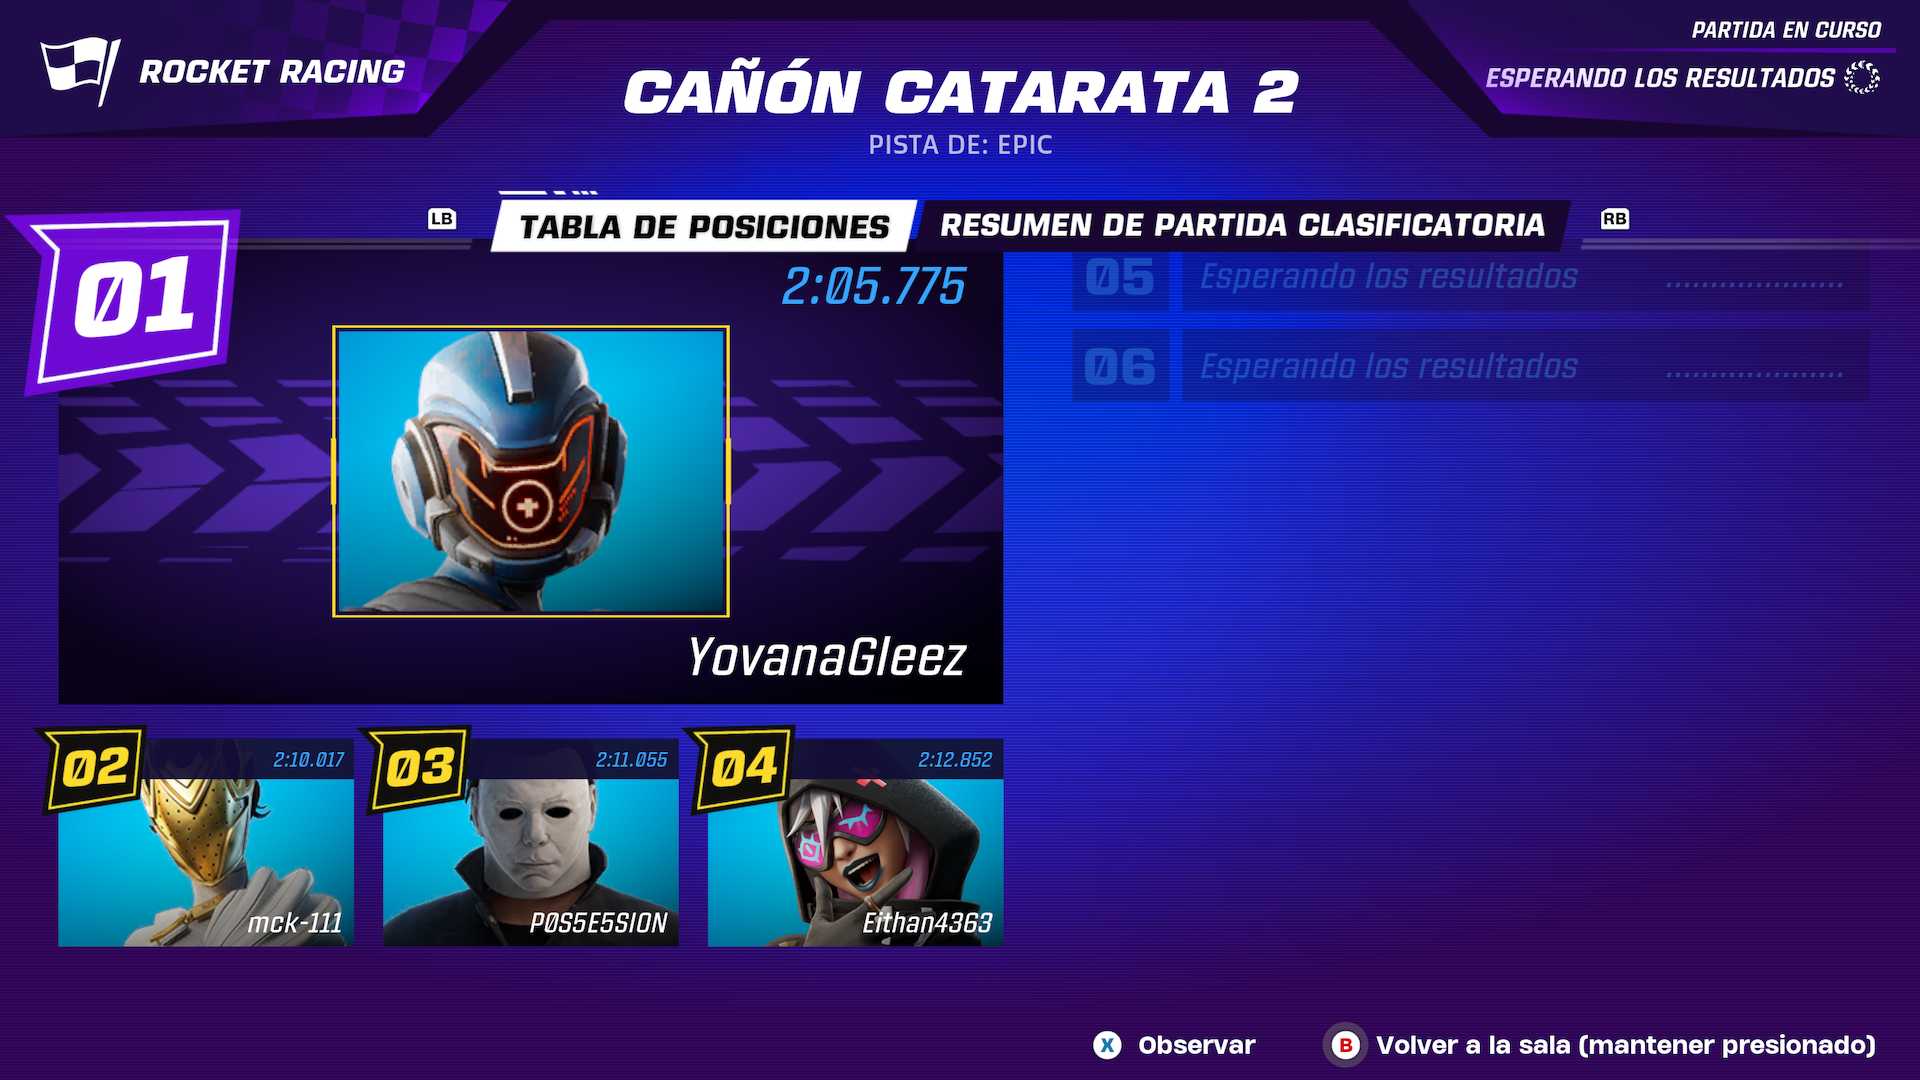 ROCKET RACING
CAÑÓN CATARATA 2
PISTA DE: EPIC
PARTIDA EN CURSO
ESPERANDO LOS RESULTADOS
LB
TABLA DE POSICIONES
RESUMEN DE PARTIDA CLASIFICATORIA
RB
01
2:05.775
YovanaGleez
02
2:10.017
mck-111
03
2:11.055
P0S5E5SION
04
2:12.852
Eithan4363
05 Esperando los resultados ....................
06 Esperando los resultados ....................
X Observar
B Volver a la sala (mantener presionado)